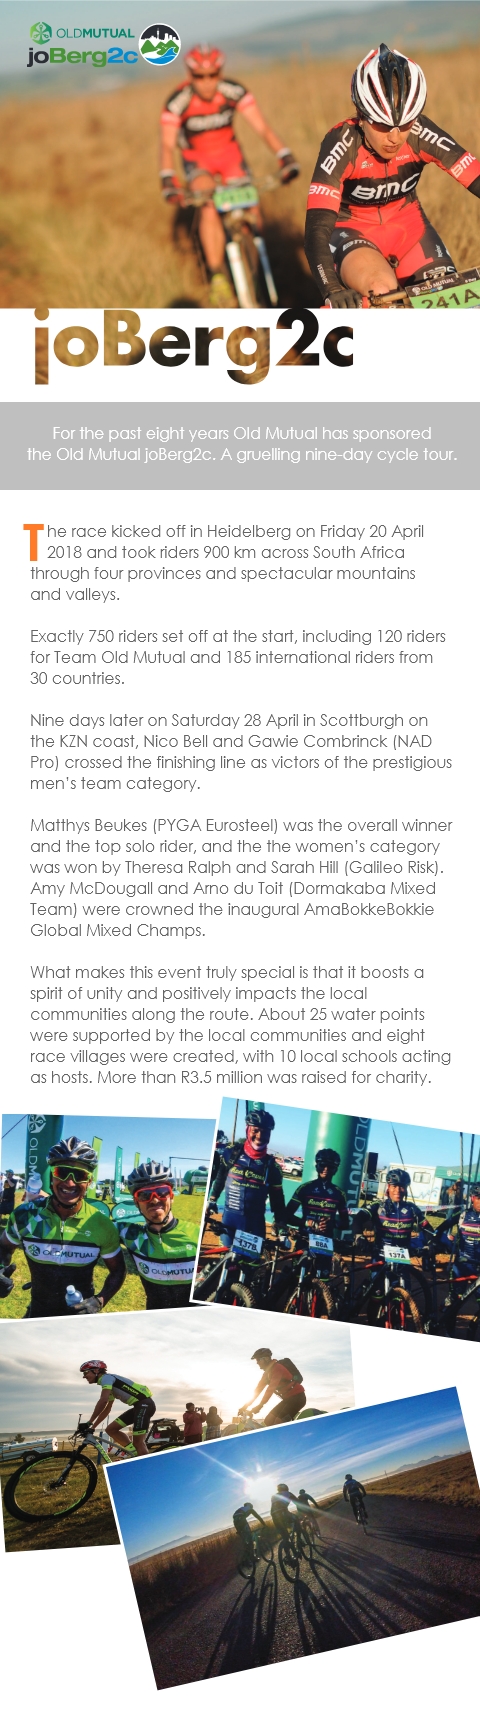 OLDMUTUAL
joBerg2c
BMC
BMC
BMC
BMC
BMC
OLD MUTUAL
241A
joBerg2c
For the past eight years Old Mutual has sponsored
the Old Mutual joBerg2c. A gruelling nine-day cycle tour.
The race kicked off in Heidelberg on Friday 20 April
2018 and took riders 900 km across South Africa
through four provinces and spectacular mountains
and valleys.
Exactly 750 riders set off at the start, including 120 riders
for Team Old Mutual and 185 international riders from
30 countries.
Nine days later on Saturday 28 April in Scottburgh on
the KZN coast, Nico Bell and Gawie Combrinck (NAD
Pro) crossed the finishing line as victors of the prestigious
men's team category.
Matthys Beukes (PYGA Eurosteel) was the overall winner
and the top solo rider, and the the women's category
was won by Theresa Ralph and Sarah Hill (Galileo Risk).
Amy McDougall and Arno du Toit (Dormakaba Mixed
Team) were crowned the inaugural AmaBokkeBokkie
Global Mixed Champs.
What makes this event truly special is that it boosts a
spirit of unity and positively impacts the local
communities along the route. About 25 water points
were supported by the local communities and eight
race villages were created, with 10 local schools acting
as hosts. More than R3.5 million was raised for charity.
OLDMUTUAL
OLDMUTUAL
OLDMUTUAL
137B
88A
137A